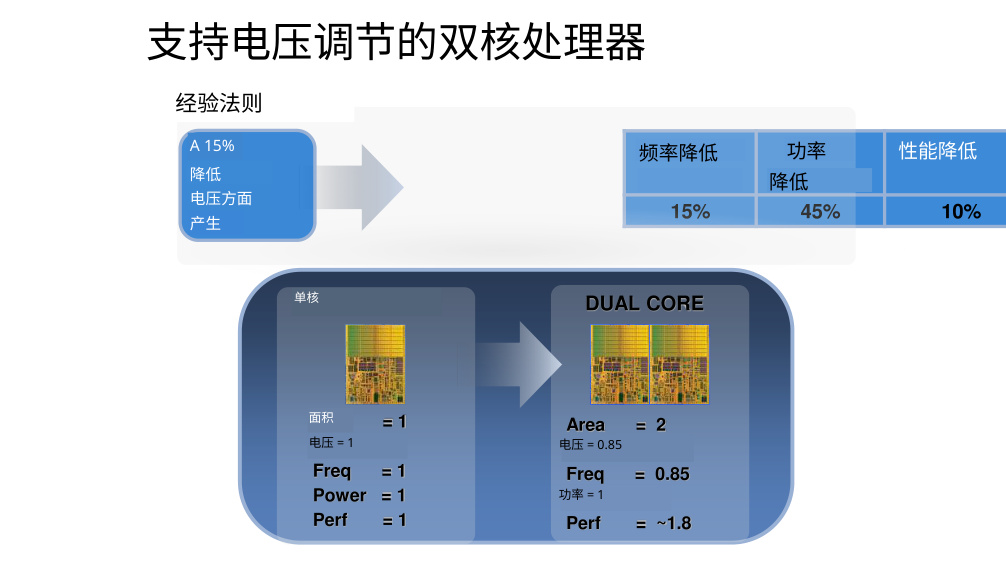 支持电压调节的双核处理器
经验法则
A 15%
降低
电压方面
产生
频率降低 功率降低 性能降低
15% 45% 10%
单核
面积 = 1
电压 = 1
Freq = 1
Power = 1
Perf = 1
DUAL CORE
Area = 2
电压 = 0.85
Freq = 0.85
功率 = 1
Perf = ~1.8